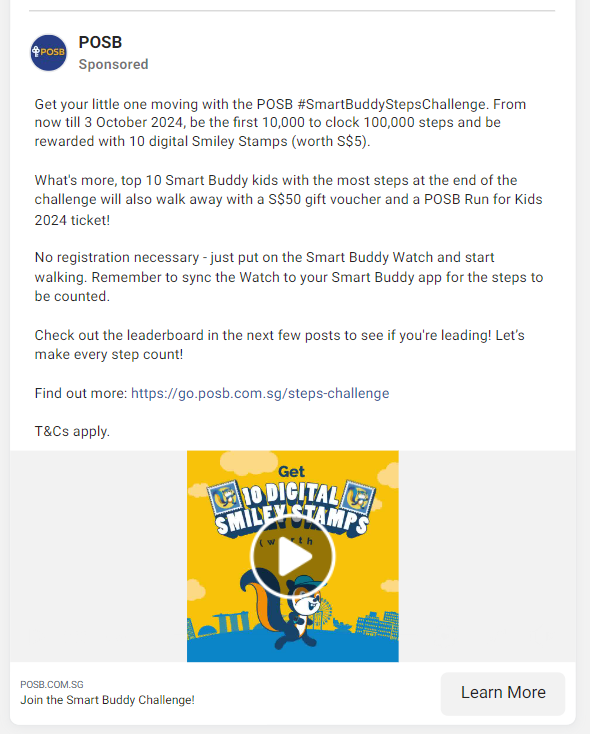 POSB
POSB
Sponsored
Get your little one moving with the POSB #SmartBuddyStepsChallenge. From
now till 3 October 2024, be the first 10,000 to clock 100,000 steps and be
rewarded with 10 digital Smiley Stamps (worth S$5).
What's more, top 10 Smart Buddy kids with the most steps at the end of the
challenge will also walk away with a S$50 gift voucher and a POSB Run for Kids
2024 ticket!
No registration necessary - just put on the Smart Buddy Watch and start
walking. Remember to sync the Watch to your Smart Buddy app for the steps to
be counted.
Check out the leaderboard in the next few posts to see if you're leading! Let's
make every step count!
Find out more: https://go.posb.com.sg/steps-challenge
T&Cs apply.
Get
10 DIGITAL
SMILEY STAMPS
(worth
POSB.COM.SG
Join the Smart Buddy Challenge!
Learn More